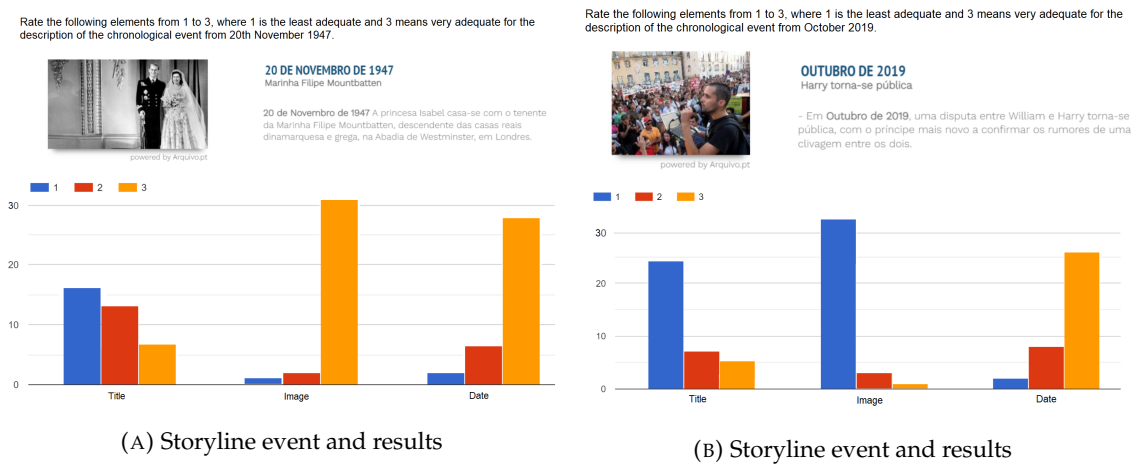 Rate the following elements from 1 to 3, where 1 is the least adequate and 3 means very adequate for the
description of the chronological event from 20th November 1947.
20 DE NOVEMBRO DE 1947
Marinha Filipe Mountbatten
20 de Novembro de 1947 A princesa Isabel casa-se com o tenente
da Marinha Filipe Mountbatten, descendente das casas reais
dinamarquesa e grega, na Abadia de Westminster, em Londres.
powered by Arquivo.pt
1 2 3
30
20
10
0
Title Image Date
(A) Storyline event and results
Rate the following elements from 1 to 3, where 1 is the least adequate and 3 means very adequate for the
description of the chronological event from October 2019.
OUTUBRO DE 2019
Harry torna-se pública
- Em Outubro de 2019, uma disputa entre William e Harry torna-se
pública, com o príncipe mais novo a confirmar os rumores de uma
clivagem entre os dois.
powered by Arquivo.pt
1 2 3
30
20
10
0
Title Image Date
(B) Storyline event and results